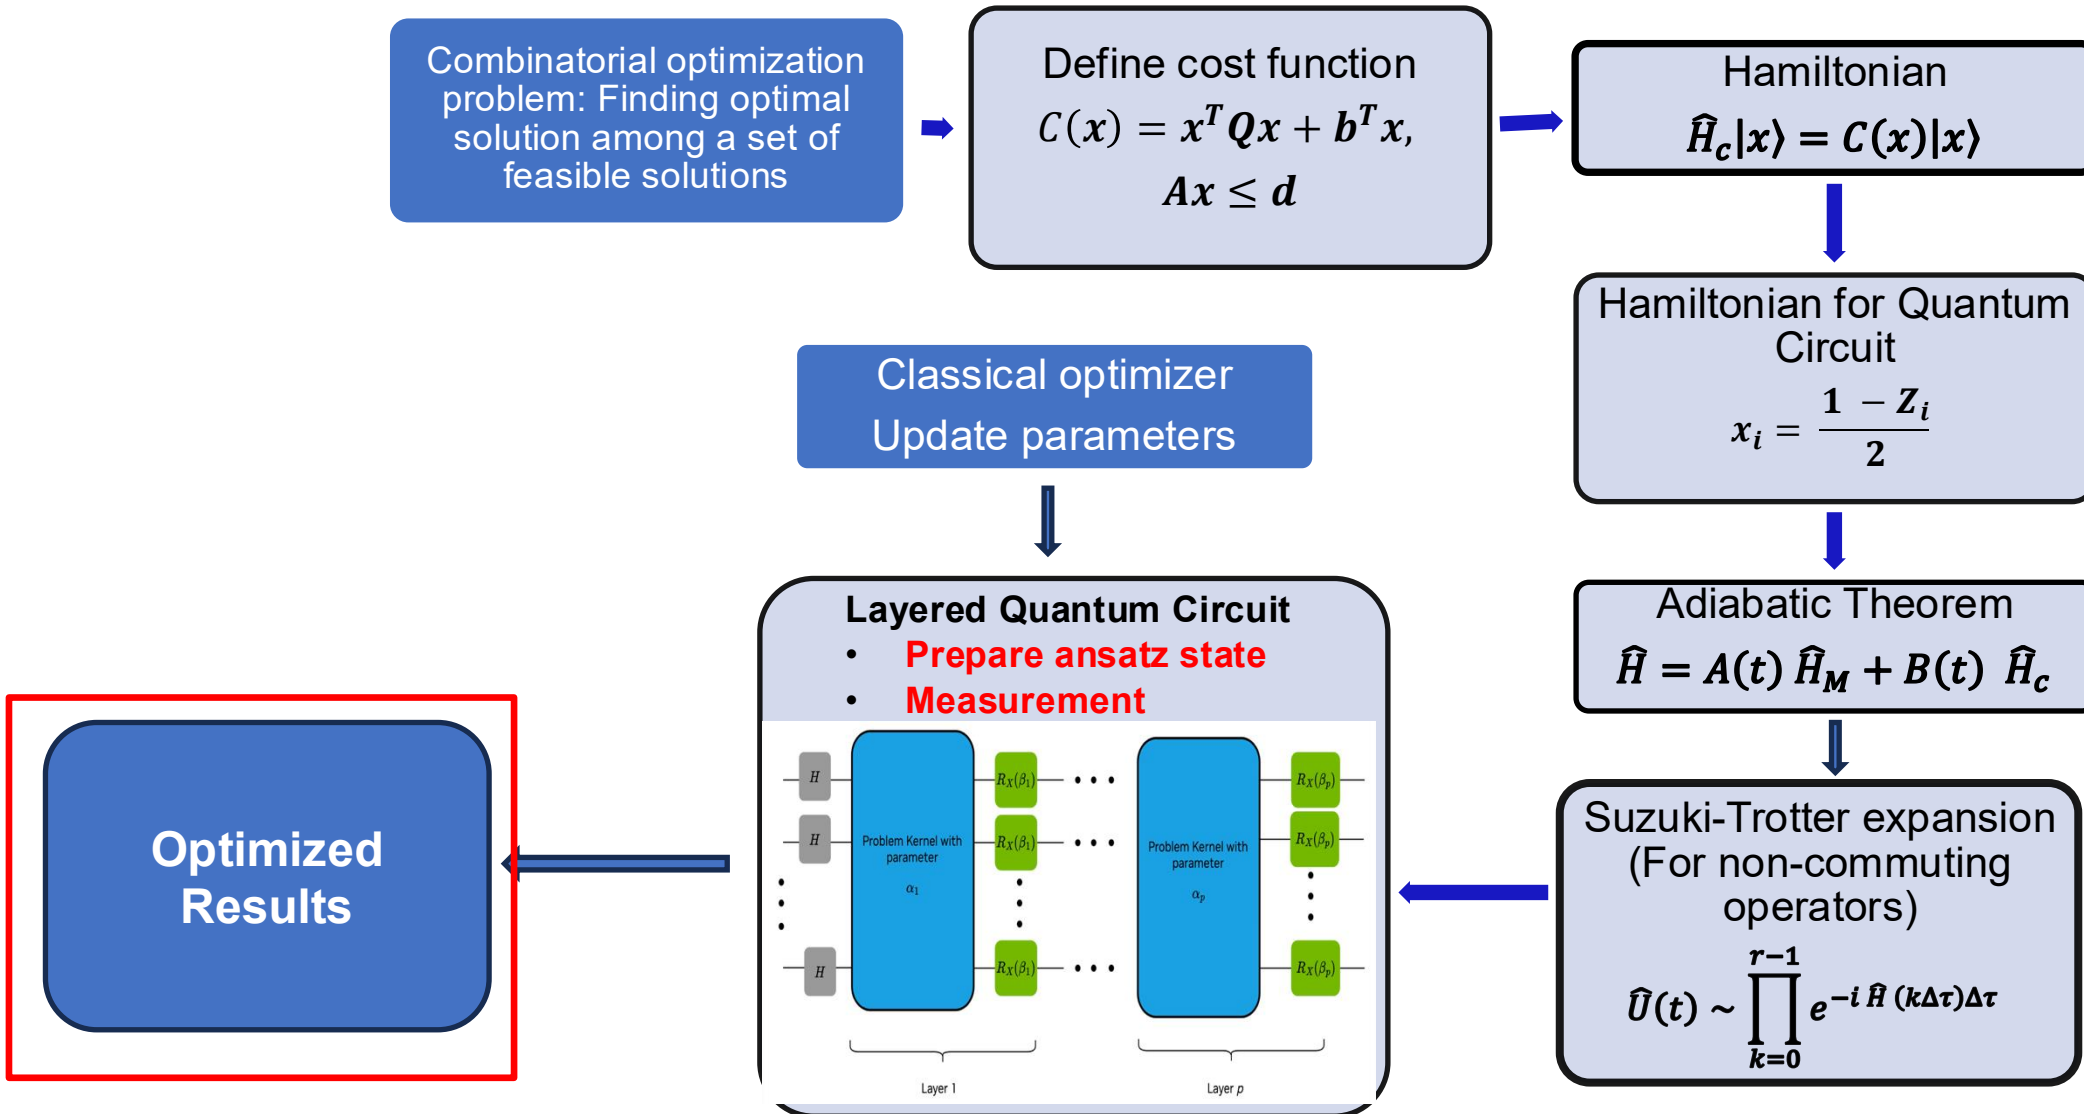 Combinatorial optimization
problem: Finding optimal
solution among a set of
feasible solutions
Define cost function
C(x) = xᵀQx + bᵀx,
Ax ≤ d
Hamiltonian
Ĥ_c|x⟩ = C(x)|x⟩
Hamiltonian for Quantum
Circuit
x_i = (1 − Z_i)/2
Adiabatic Theorem
Ĥ = A(t) Ĥ_M + B(t) Ĥ_c
Suzuki-Trotter expansion
(For non-commuting
operators)
Û(t) ~ ∏_{k=0}^{r−1} e^{−i Ĥ (kΔτ)Δτ}
Classical optimizer
Update parameters
Layered Quantum Circuit
• Prepare ansatz state
• Measurement
H
R_X(β_1)
R_X(β_p)
H
Problem Kernel with
parameter
α_1
R_X(β_1)
Problem Kernel with
parameter
α_p
R_X(β_p)
H
R_X(β_1)
R_X(β_p)
Layer 1
Layer p
Optimized
Results